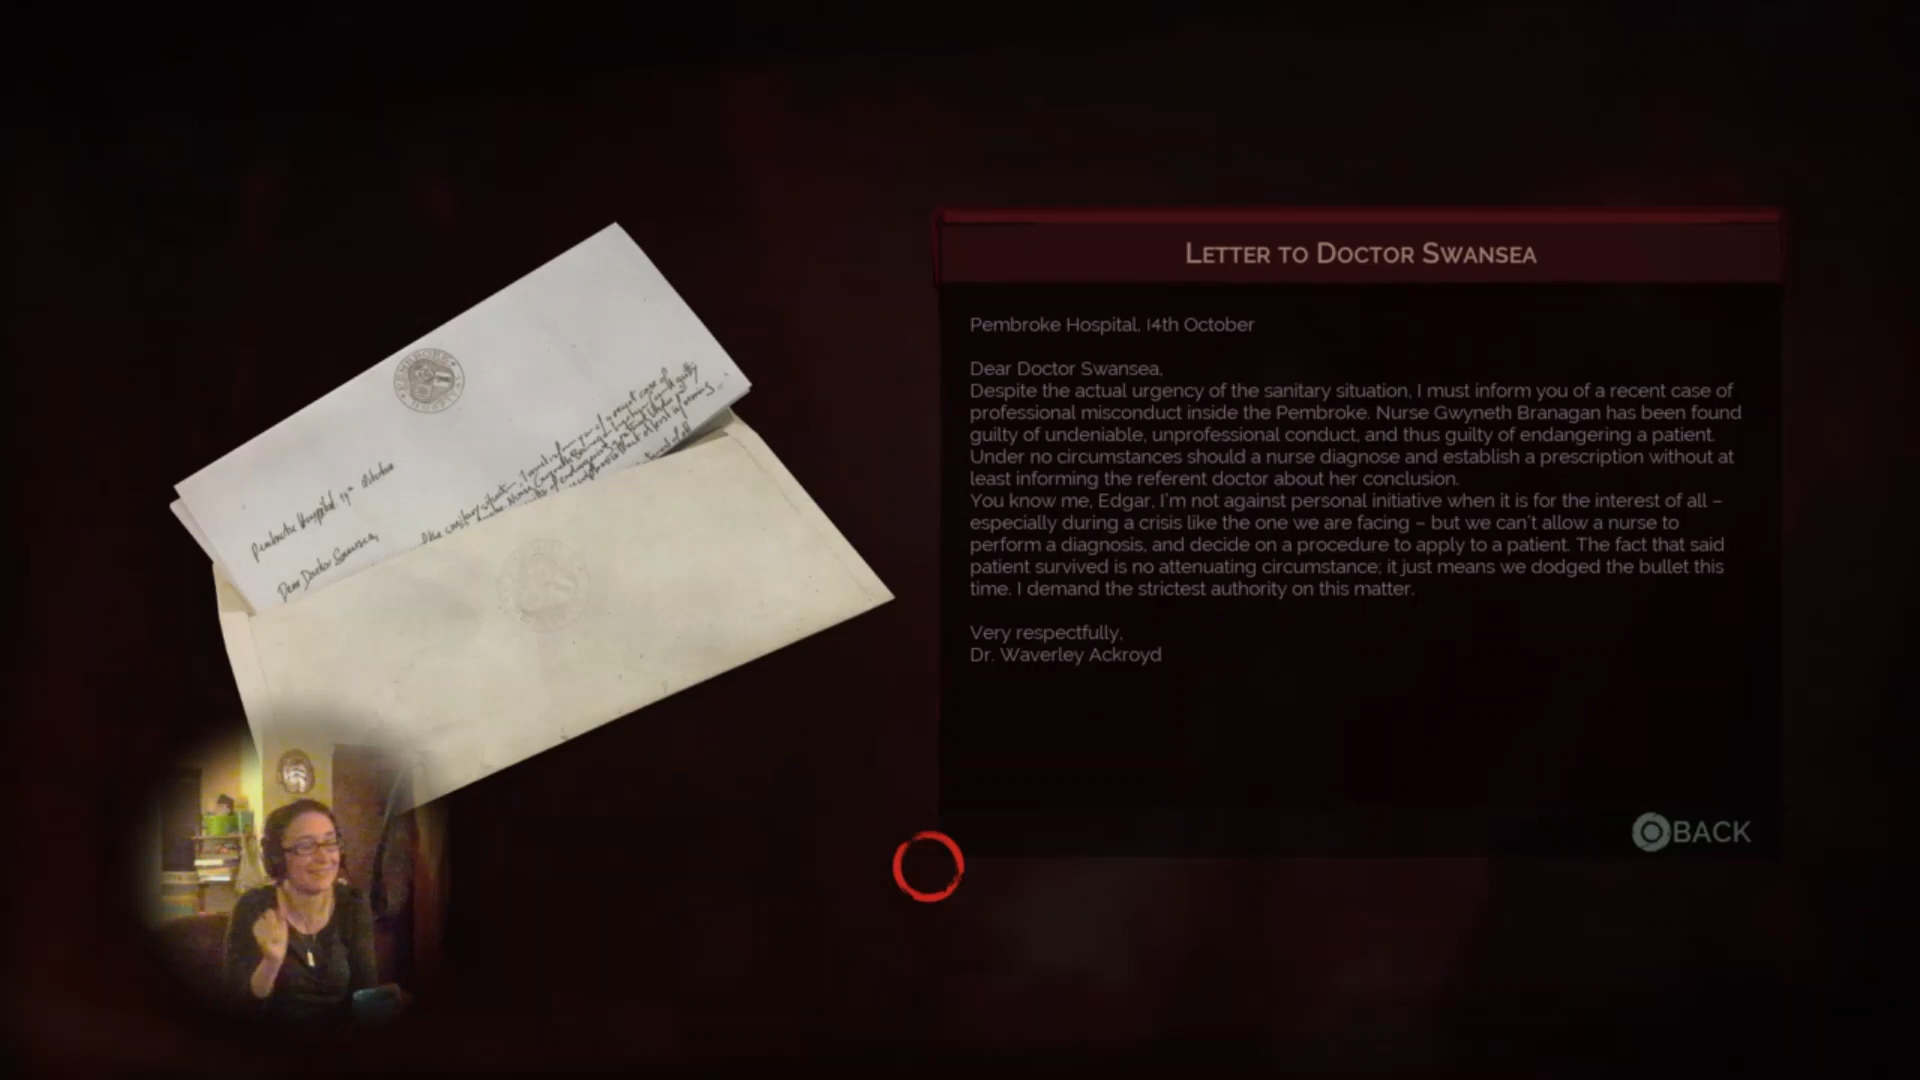 LETTER TO DOCTOR SWANSEA
Pembroke Hospital, 14th October
Dear Doctor Swansea,
Despite the actual urgency of the sanitary situation, I must inform you of a recent case of
professional misconduct inside the Pembroke. Nurse Gwyneth Branagan has been found
guilty of undeniable, unprofessional conduct, and thus guilty of endangering a patient.
Under no circumstances should a nurse diagnose and establish a prescription without at
least informing the referent doctor about her conclusion.
You know me, Edgar, I'm not against personal initiative when it is for the interest of all –
especially during a crisis like the one we are facing – but we can't allow a nurse to
perform a diagnosis, and decide on a procedure to apply to a patient. The fact that said
patient survived is no attenuating circumstance; it just means we dodged the bullet this
time. I demand the strictest authority on this matter.
Very respectfully,
Dr. Waverley Ackroyd
BACK
PEMBROKE
Pembroke Hospital
Dear Doctor Swansea,